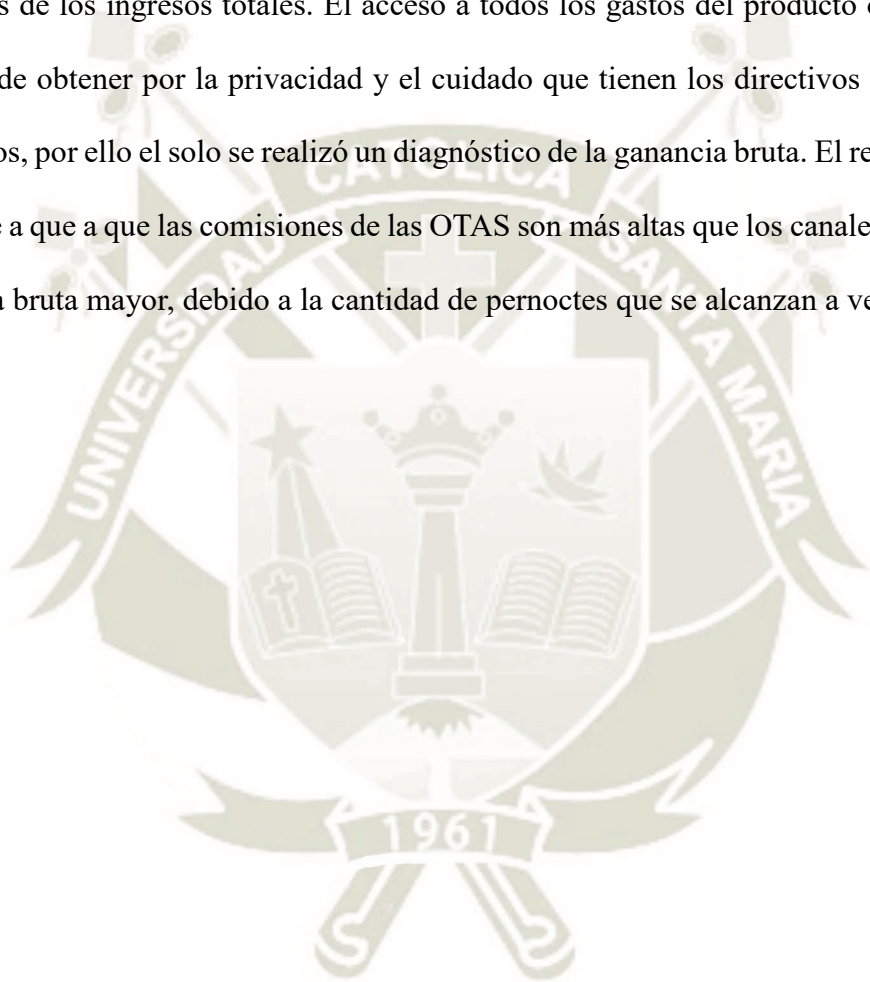 s de los ingresos totales. El acceso a todos los gastos del producto
de obtener por la privacidad y el cuidado que tienen los directivos
os, por ello el solo se realizó un diagnóstico de la ganancia bruta. El re
e a que a que las comisiones de las OTAS son más altas que los canale
a bruta mayor, debido a la cantidad de pernoctes que se alcanzan a ve
UNIVERSIDAD CATOLICA SANTA MARIA
1961